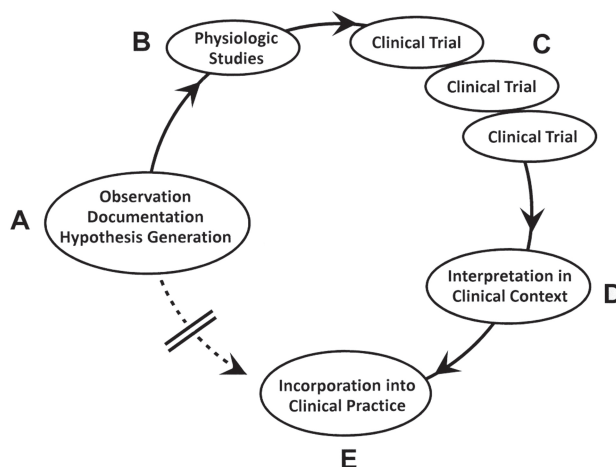 B
Physiologic
Studies
Clinical Trial
C
Clinical Trial
Clinical Trial
A
Observation
Documentation
Hypothesis Generation
Interpretation in
Clinical Context
D
Incorporation into
Clinical Practice
E